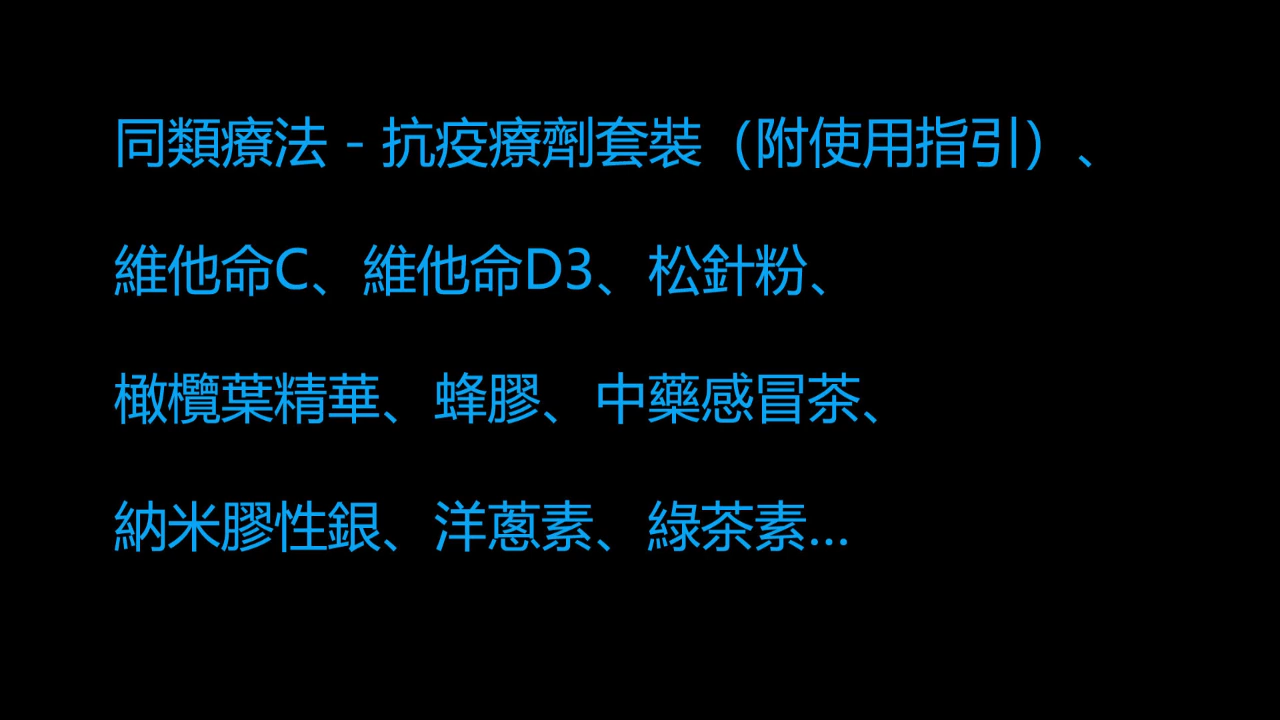 同類療法 - 抗疫療劑套裝（附使用指引）、
維他命C、維他命D3、松針粉、
橄欖葉精華、蜂膠、中藥感冒茶、
納米膠性銀、洋蔥素、綠茶素...